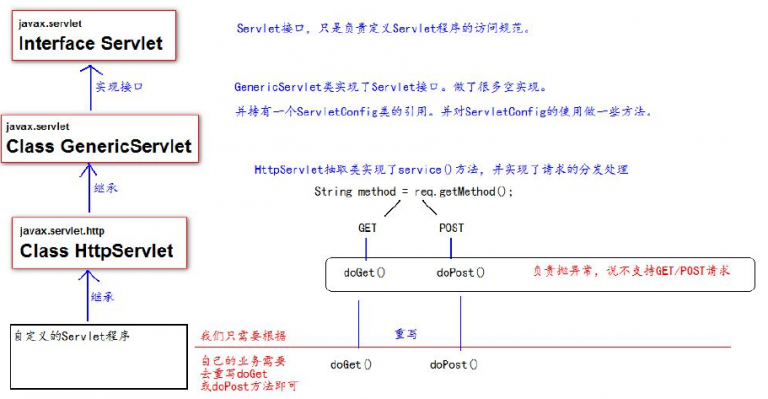 javax.servlet
Interface Servlet
Servlet接口，只是负责定义Servlet程序的访问规范。
实现接口
GenericServlet类实现了Servlet接口。做了很多空实现。
并持有一个ServletConfig类的引用。并对ServletConfig的使用做一些方法。
javax.servlet
Class GenericServlet
继承
HttpServlet抽取类实现了service()方法，并实现了请求的分发处理
String method = req.getMethod();
GET POST
javax.servlet.http
Class HttpServlet
doGet() doPost() 负责抛异常，说不支持GET/POST请求
继承
自定义的Servlet程序
我们只需要根据
重写
自己的业务需要
去重写doGet
或doPost方法即可
doGet() doPost()